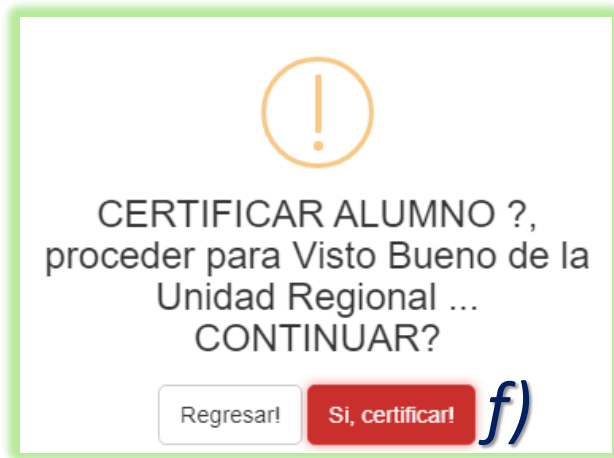 CERTIFICAR ALUMNO ?,
proceder para Visto Bueno de la
Unidad Regional ...
CONTINUAR?
Regresar! Si, certificar! f)